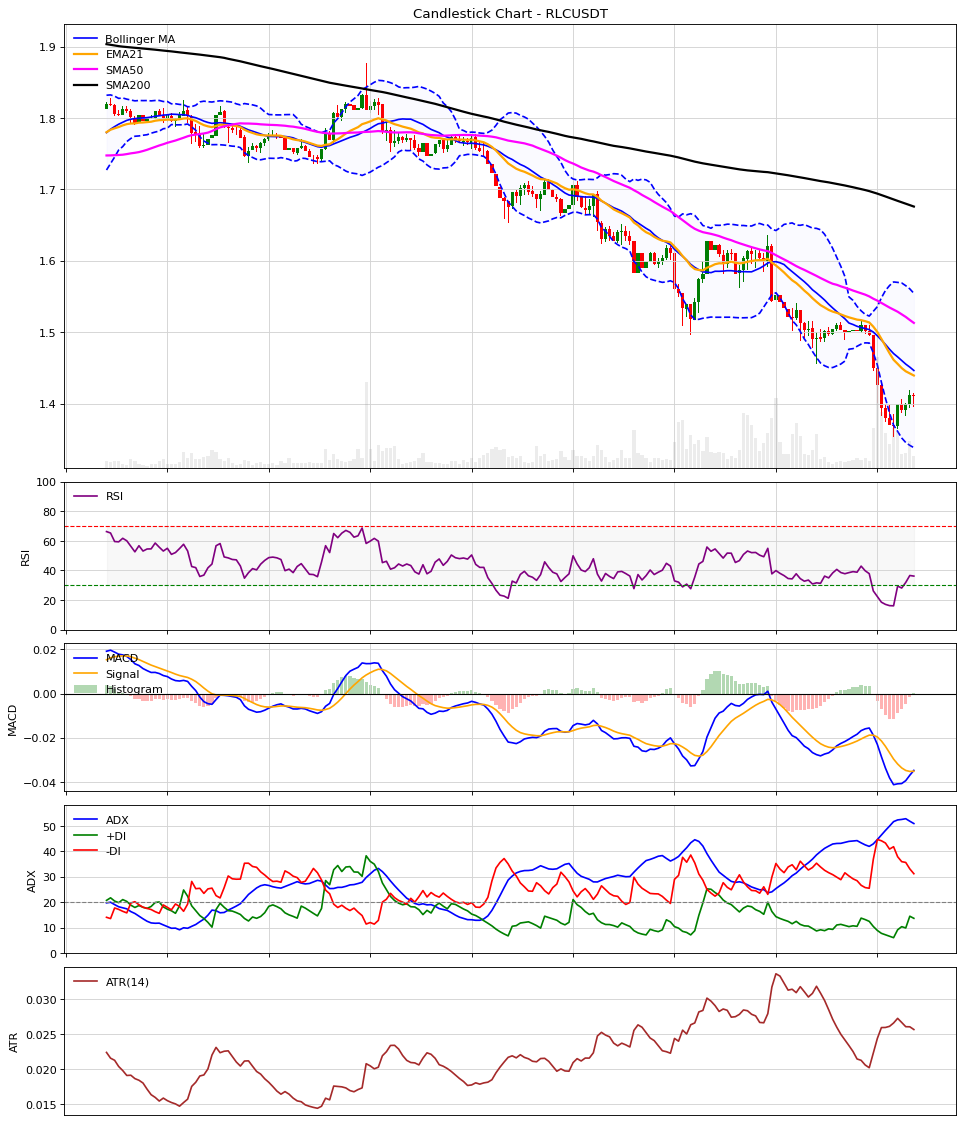 Candlestick Chart - RLCUSDT
Bollinger MA
EMA21
SMA50
SMA200
1.9
1.8
1.7
1.6
1.5
1.4
RSI
RSI
100
80
60
40
20
0
MACD
Signal
Histogram
MACD
0.02
0.00
−0.02
−0.04
ADX
+DI
-DI
ADX
50
40
30
20
10
0
ATR(14)
ATR
0.030
0.025
0.020
0.015